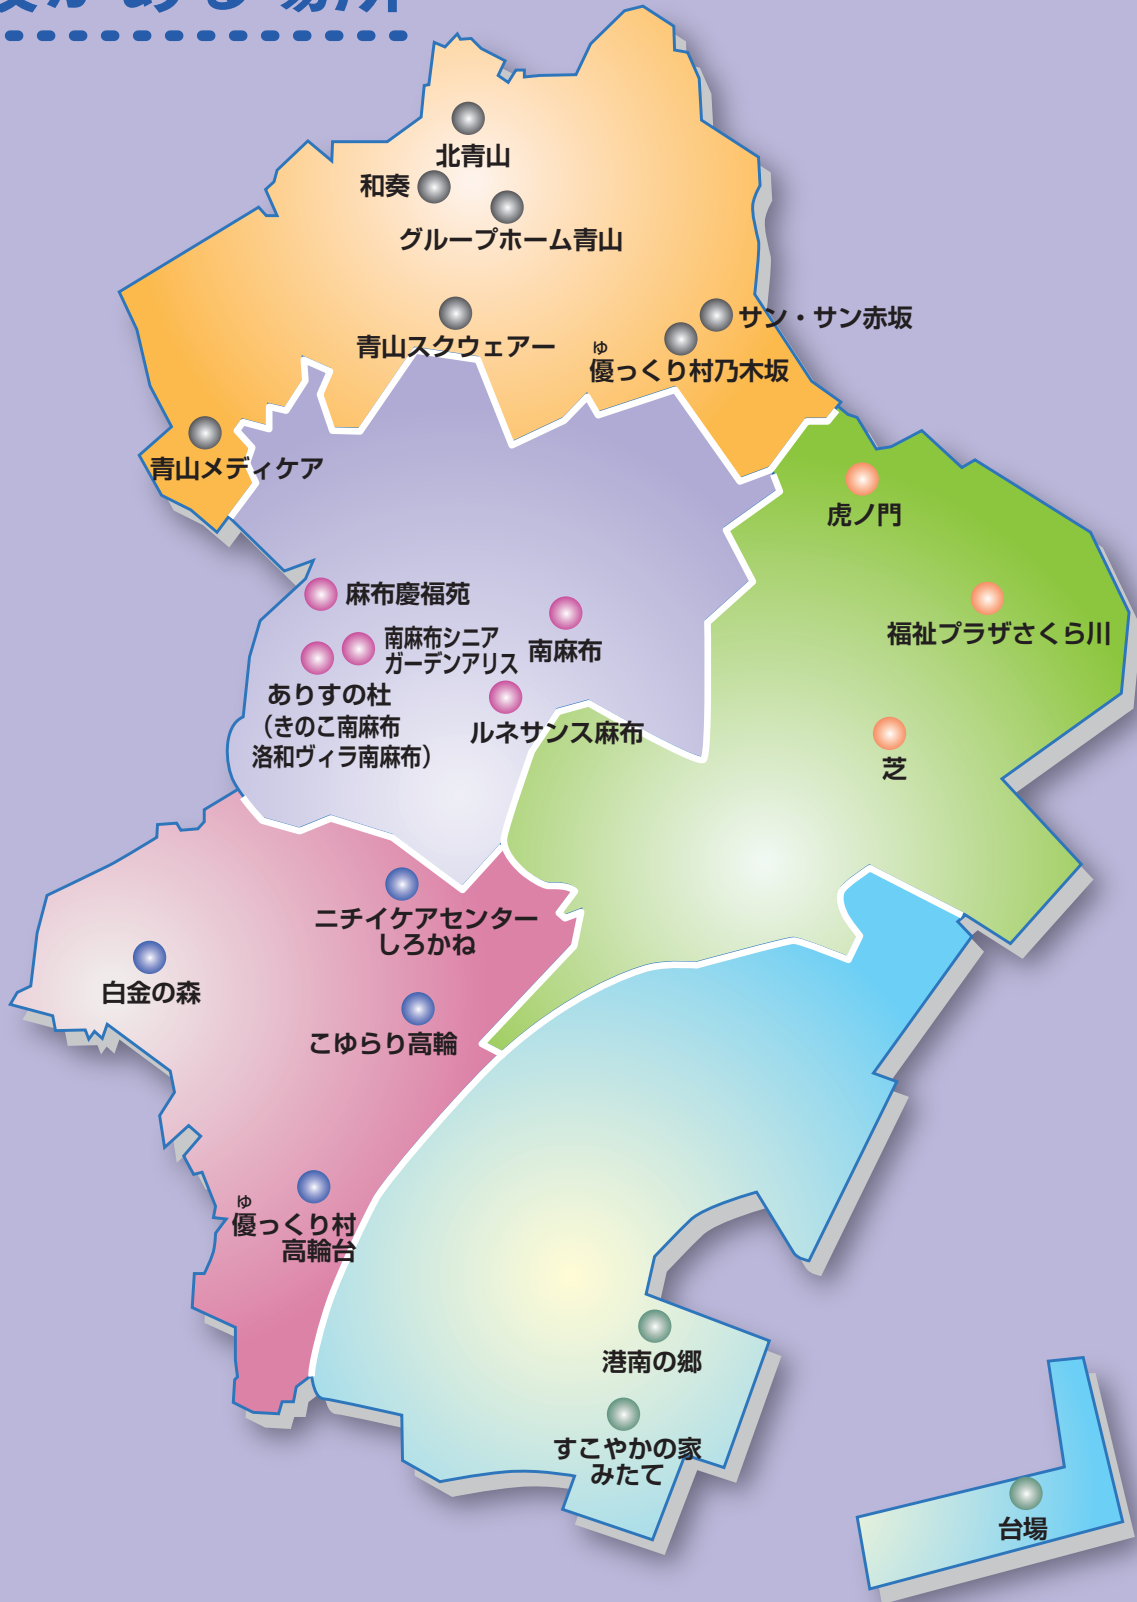 がある場所
北青山
和奏
グループホーム青山
サン・サン赤坂
青山スクウェアー
ゆ
優っくり村乃木坂
青山メディケア
虎ノ門
麻布慶福苑
福祉プラザさくら川
南麻布シニア
ガーデンアリス
南麻布
ありすの杜
（きのこ南麻布
洛和ヴィラ南麻布）
ルネサンス麻布
芝
ニチイケアセンター
しろかね
白金の森
こゆらり高輪
ゆ
優っくり村
高輪台
港南の郷
すこやかの家
みたて
台場